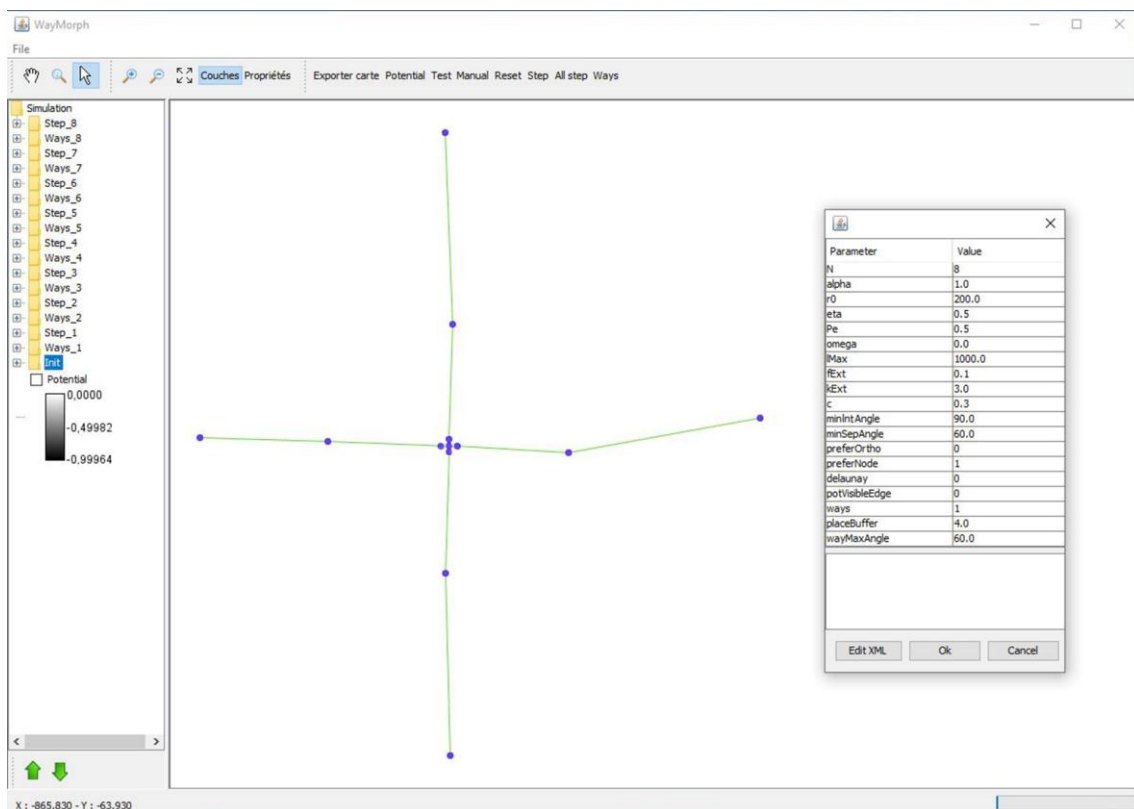 WayMorph
File
Couches Propriétés Exporter carte Potential Test Manual Reset Step All step Ways
Simulation
Step_8
Ways_8
Step_7
Ways_7
Step_6
Ways_6
Step_5
Ways_5
Step_4
Ways_4
Step_3
Ways_3
Step_2
Ways_2
Step_1
Ways_1
Init
Potential
0,0000
-0,49982
-0,99964
Parameter Value
N 8
alpha 1.0
r0 200.0
eta 0.5
Pe 0.5
omega 0.0
lMax 1000.0
fExt 0.1
kExt 3.0
c 0.3
minIntAngle 90.0
minSepAngle 60.0
preferOrtho 0
preferNode 1
delaunay 0
potVisibleEdge 0
ways 1
placeBuffer 4.0
wayMaxAngle 60.0
Edit XML Ok Cancel
X : -865.830 - Y : -63.930